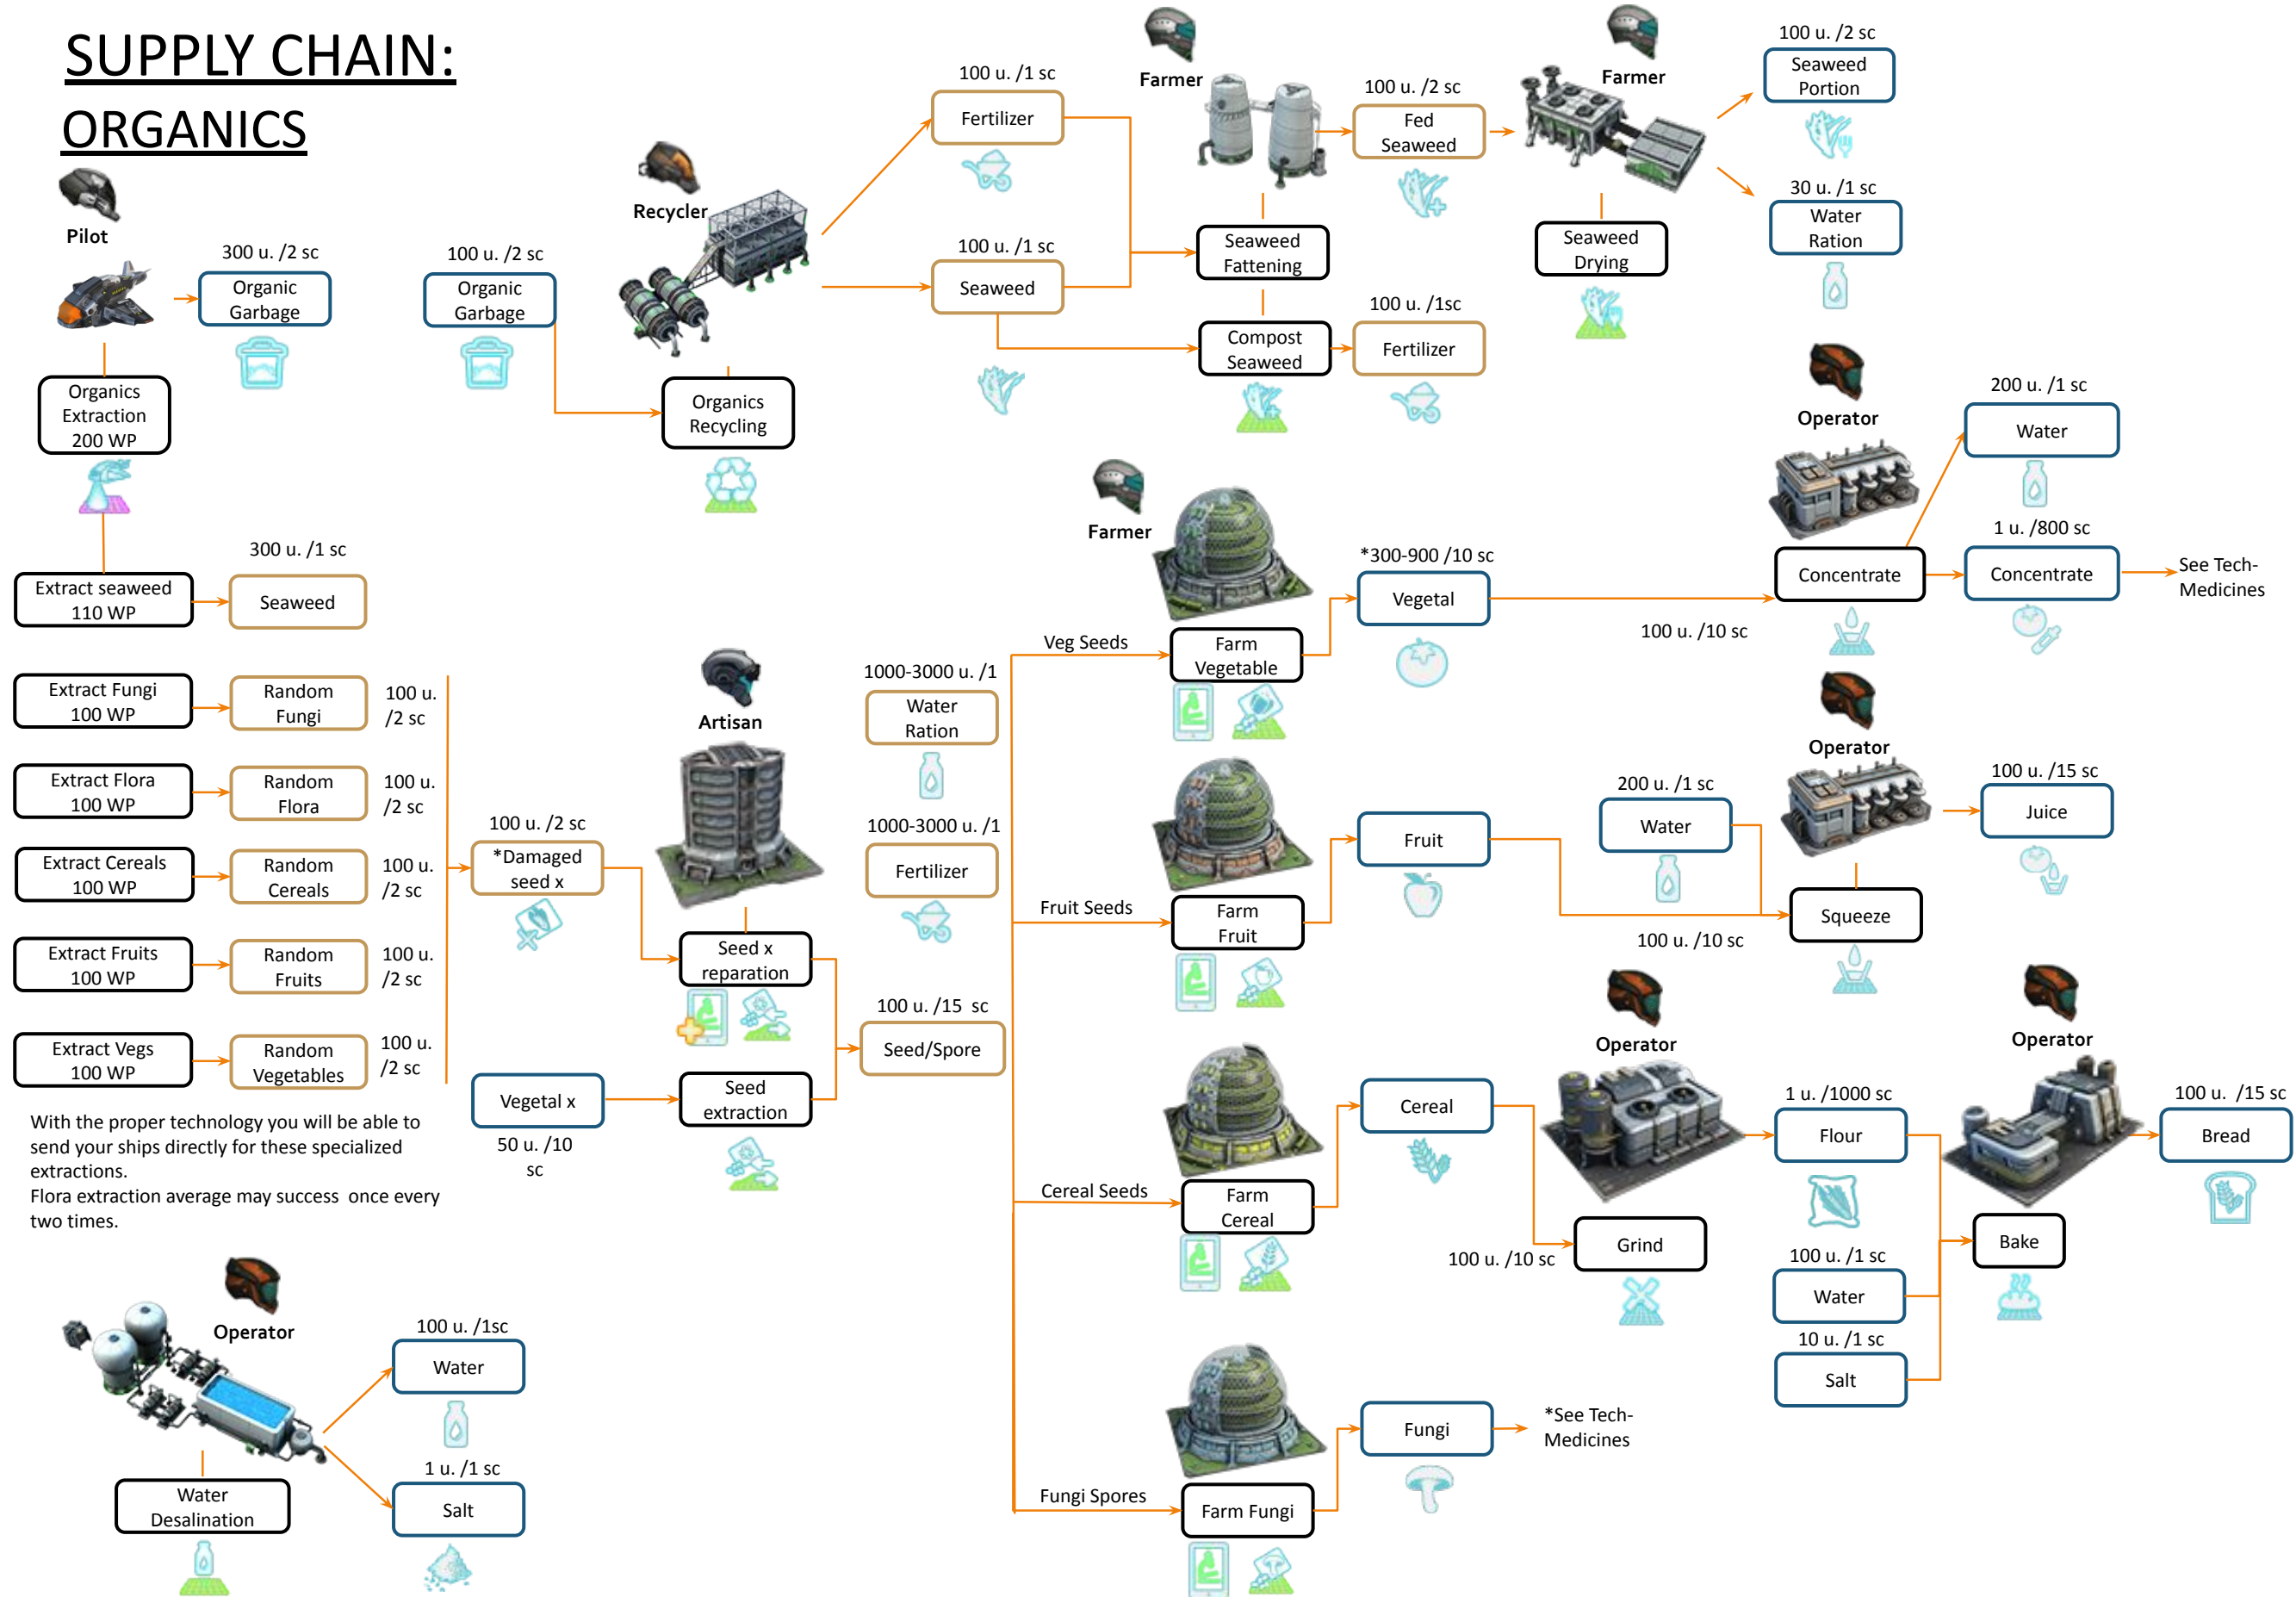 SUPPLY CHAIN:
ORGANICS
Pilot
300 u. /2 sc
Organic
Garbage
Organics
Extraction
200 WP
100 u. /2 sc
Organic
Garbage
Recycler
Organics
Recycling
100 u. /1 sc
Fertilizer
100 u. /1 sc
Seaweed
Farmer
Seaweed
Fattening
Compost
Seaweed
100 u. /2 sc
Fed
Seaweed
100 u. /1sc
Fertilizer
Farmer
Seaweed
Drying
100 u. /2 sc
Seaweed
Portion
30 u. /1 sc
Water
Ration
Extract seaweed
110 WP
300 u. /1 sc
Seaweed
Extract Fungi
100 WP
Random
Fungi
100 u.
/2 sc
Extract Flora
100 WP
Random
Flora
100 u.
/2 sc
Extract Cereals
100 WP
Random
Cereals
100 u.
/2 sc
Extract Fruits
100 WP
Random
Fruits
100 u.
/2 sc
Extract Vegs
100 WP
Random
Vegetables
100 u.
/2 sc
With the proper technology you will be able to
send your ships directly for these specialized
extractions.
Flora extraction average may success once every
two times.
100 u. /2 sc
*Damaged
seed x
Vegetal x
50 u. /10
sc
Artisan
Seed x
reparation
Seed
extraction
1000-3000 u. /1
Water
Ration
1000-3000 u. /1
Fertilizer
100 u. /15 sc
Seed/Spore
Farmer
Veg Seeds
Farm
Vegetable
*300-900 /10 sc
Vegetal
100 u. /10 sc
Operator
Concentrate
200 u. /1 sc
Water
1 u. /800 sc
Concentrate
See Tech-
Medicines
Fruit Seeds
Farm
Fruit
Fruit
200 u. /1 sc
Water
100 u. /10 sc
Operator
Squeeze
100 u. /15 sc
Juice
Cereal Seeds
Farm
Cereal
Cereal
100 u. /10 sc
Operator
Grind
1 u. /1000 sc
Flour
100 u. /1 sc
Water
10 u. /1 sc
Salt
Operator
Bake
100 u. /15 sc
Bread
Fungi Spores
Farm Fungi
Fungi
*See Tech-
Medicines
Operator
Water
Desalination
100 u. /1sc
Water
1 u. /1 sc
Salt